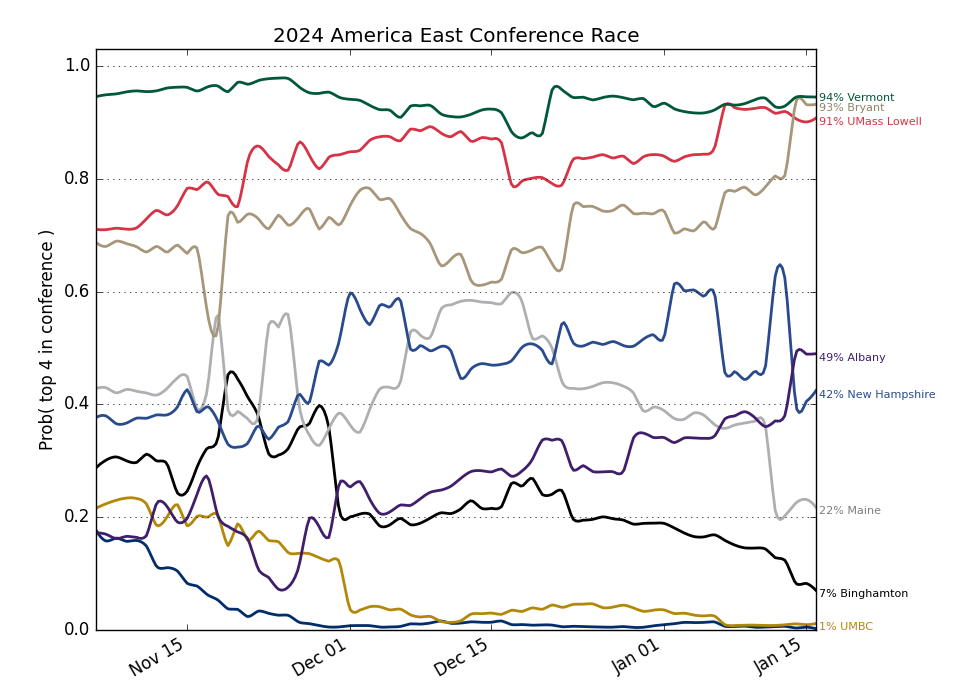 2024 America East Conference Race
Prob( top 4 in conference )
1.0
0.8
0.6
0.4
0.2
0.0
Nov 15
Dec 01
Dec 15
Jan 01
Jan 15
94% Vermont
93% Bryant
91% UMass Lowell
49% Albany
42% New Hampshire
22% Maine
7% Binghamton
1% UMBC